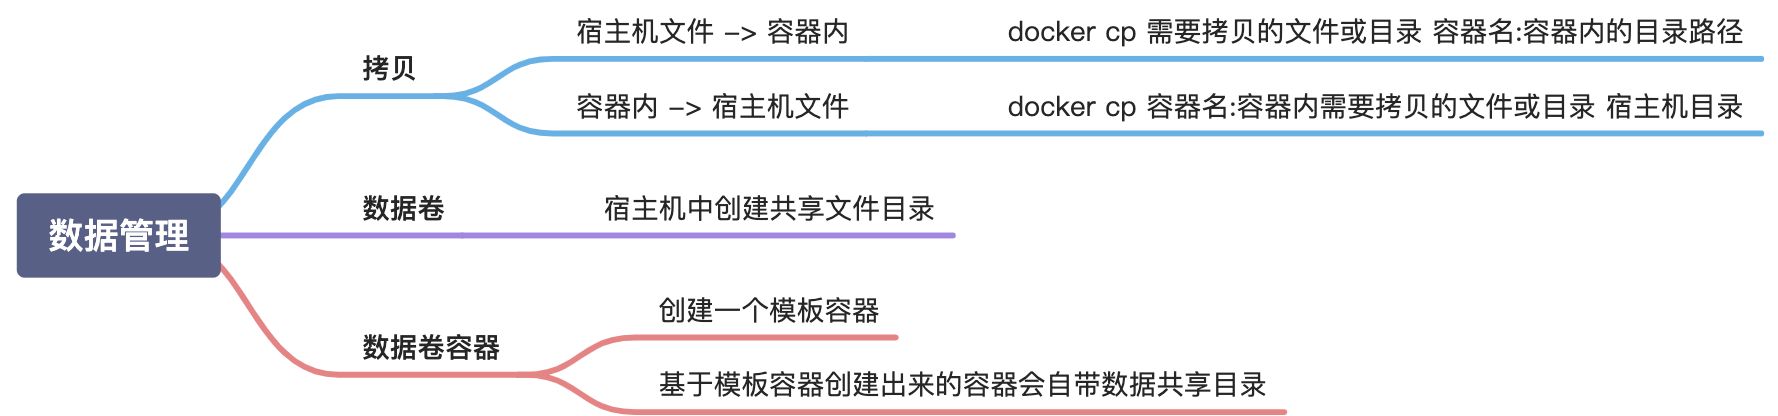 宿主机文件 -> 容器内 docker cp 需要拷贝的文件或目录 容器名:容器内的目录路径
拷贝
容器内 -> 宿主机文件 docker cp 容器名:容器内需要拷贝的文件或目录 宿主机目录
数据卷 宿主机中创建共享文件目录
数据管理
创建一个模板容器
数据卷容器
基于模板容器创建出来的容器会自带数据共享目录